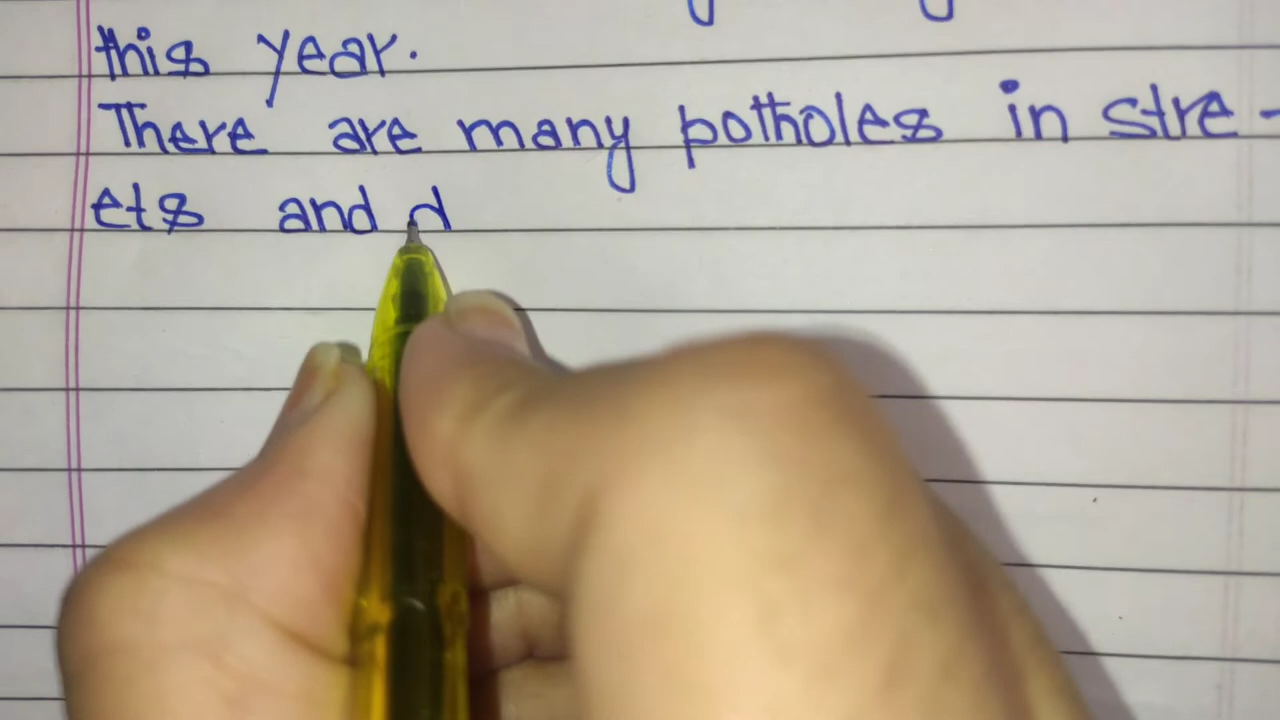 this year.
There are many potholes in stre-
ets and d